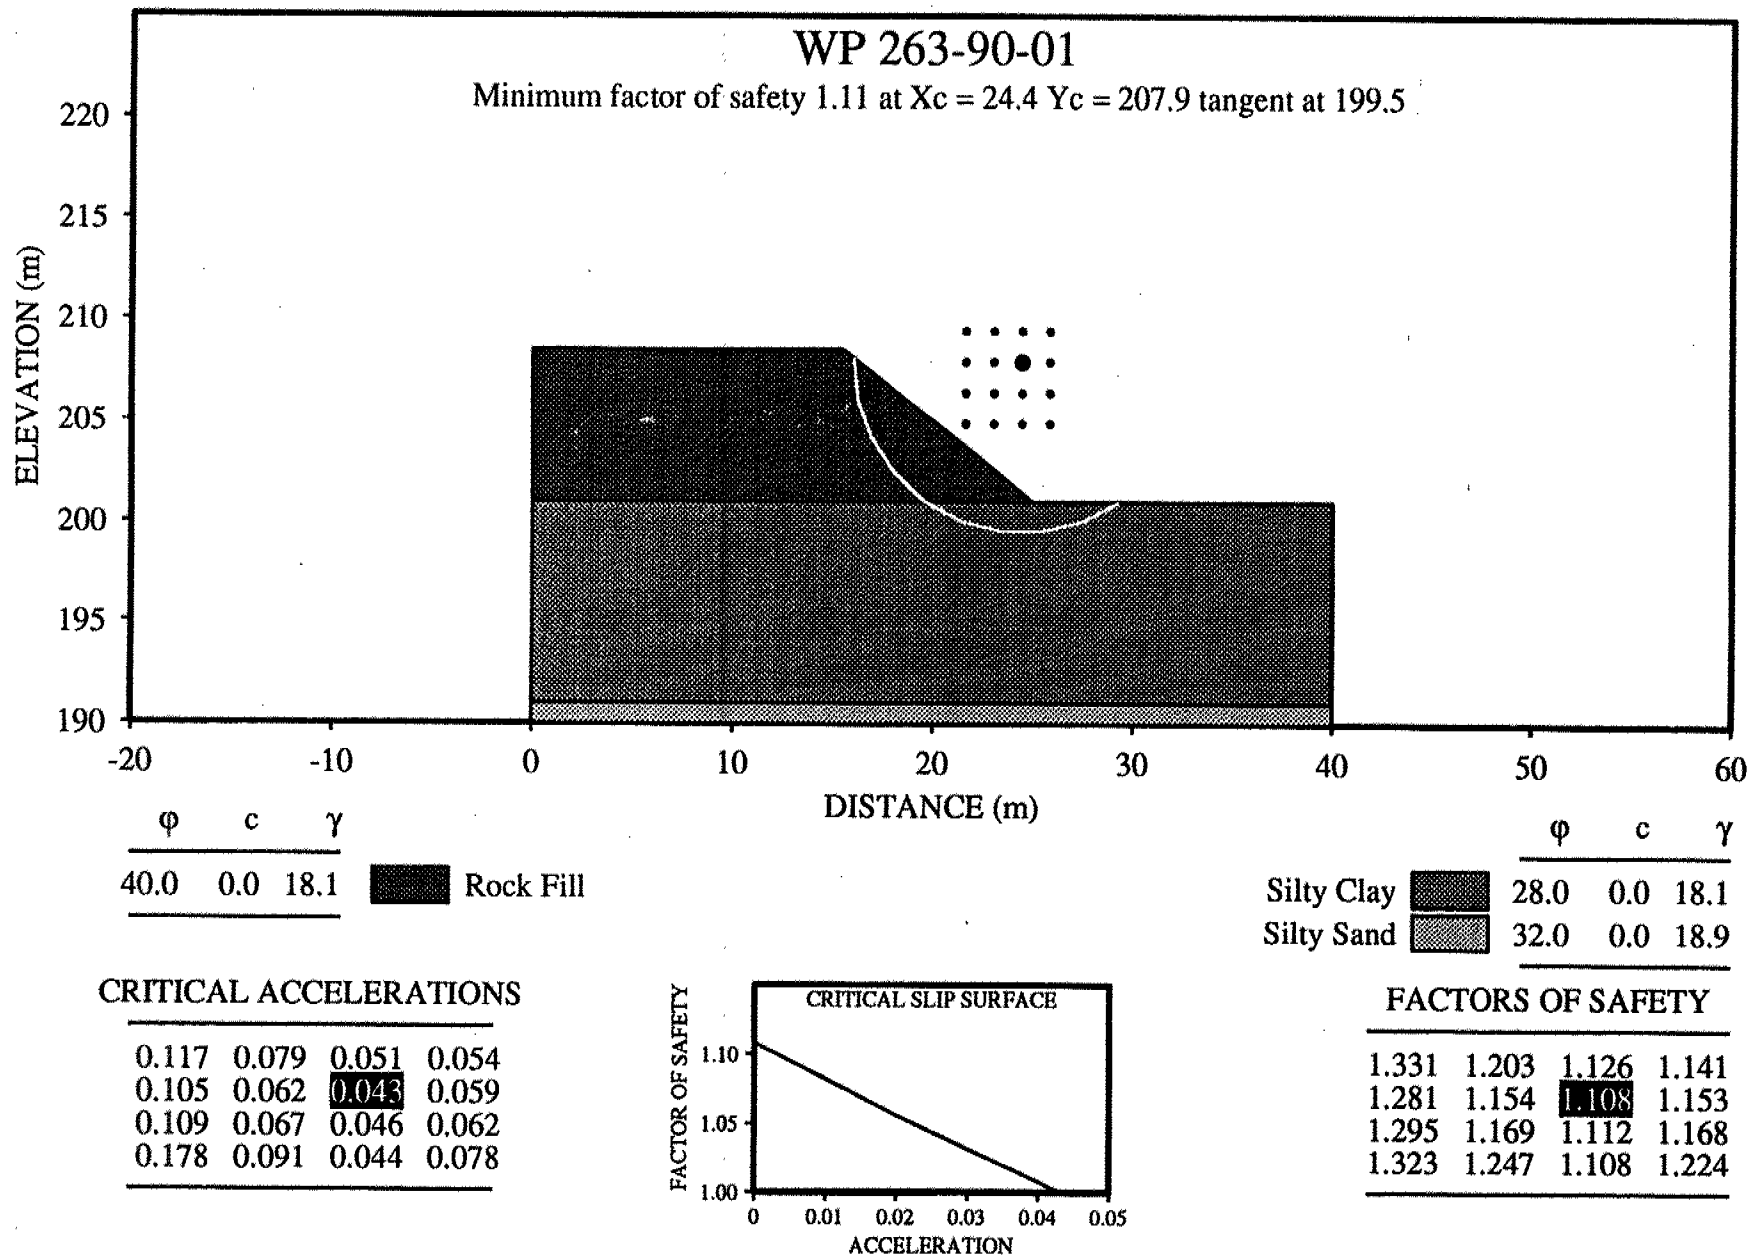 WP 263-90-01
Minimum factor of safety 1.11 at Xc = 24.4 Yc = 207.9 tangent at 199.5
220
215
210
205
200
195
190
ELEVATION (m)
-20 -10 0 10 20 30 40 50 60
DISTANCE (m)
φ c γ
40.0 0.0 18.1 Rock Fill
φ c γ
Silty Clay 28.0 0.0 18.1
Silty Sand 32.0 0.0 18.9
CRITICAL ACCELERATIONS
0.117 0.079 0.051 0.054
0.105 0.062 0.043 0.059
0.109 0.067 0.046 0.062
0.178 0.091 0.044 0.078
CRITICAL SLIP SURFACE
FACTOR OF SAFETY
1.10
1.05
1.00
0 0.01 0.02 0.03 0.04 0.05
ACCELERATION
FACTORS OF SAFETY
1.331 1.203 1.126 1.141
1.281 1.154 1.108 1.153
1.295 1.169 1.112 1.168
1.323 1.247 1.108 1.224